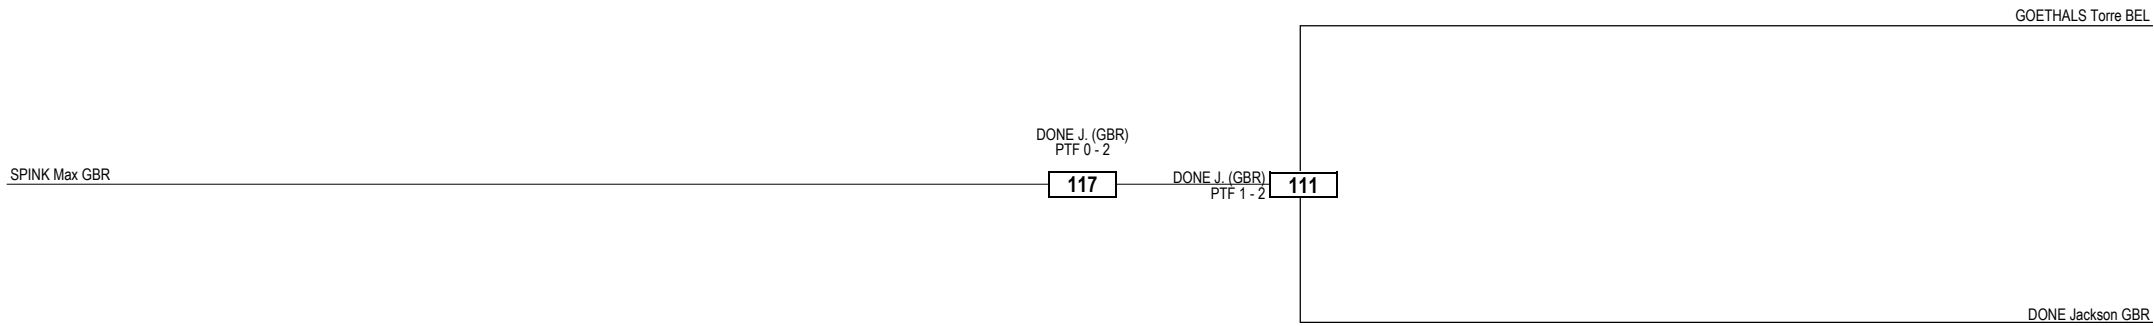 GOETHALS Torre BEL
DONE J. (GBR)
PTF 0 - 2
SPINK Max GBR
117
DONE J. (GBR)
PTF 1 - 2
111
DONE Jackson GBR